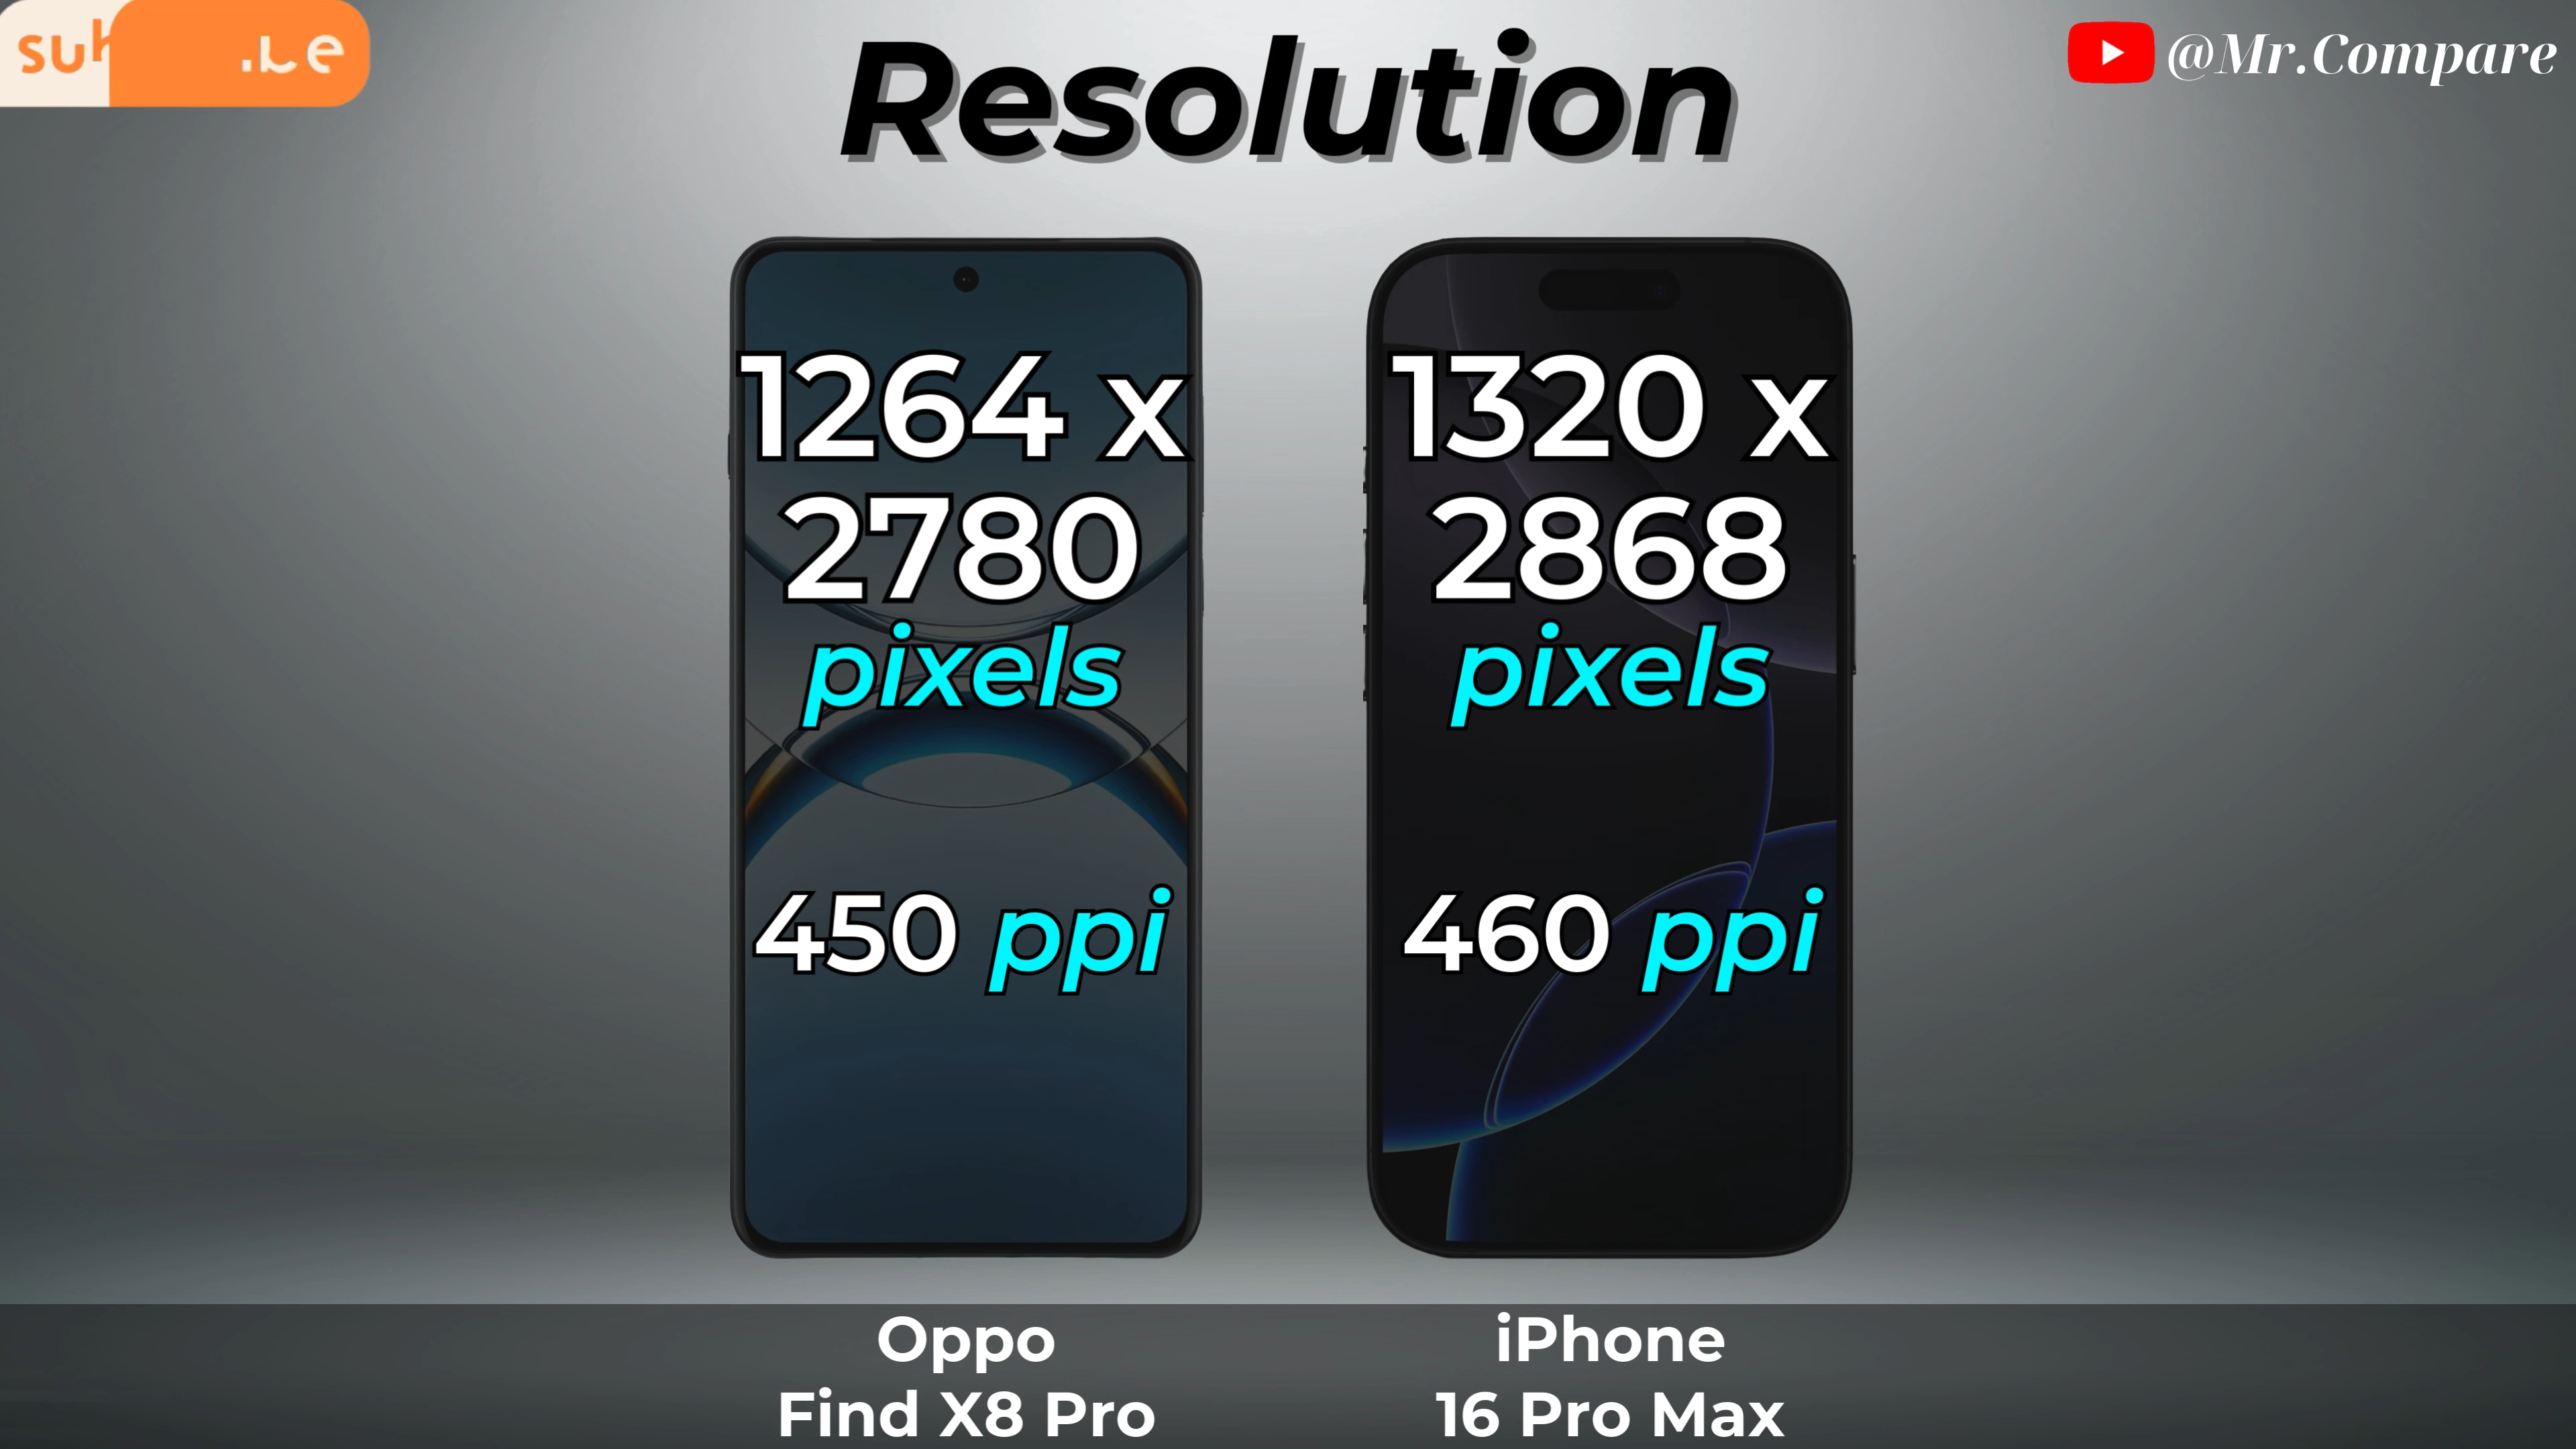 Resolution
@Mr.Compare
1264 x
2780
pixels
450 ppi
1320 x
2868
pixels
460 ppi
Oppo
Find X8 Pro
iPhone
16 Pro Max